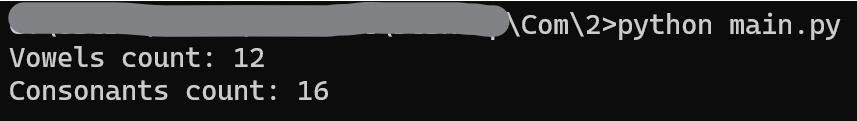 \Com\2>python main.py
Vowels count: 12
Consonants count: 16